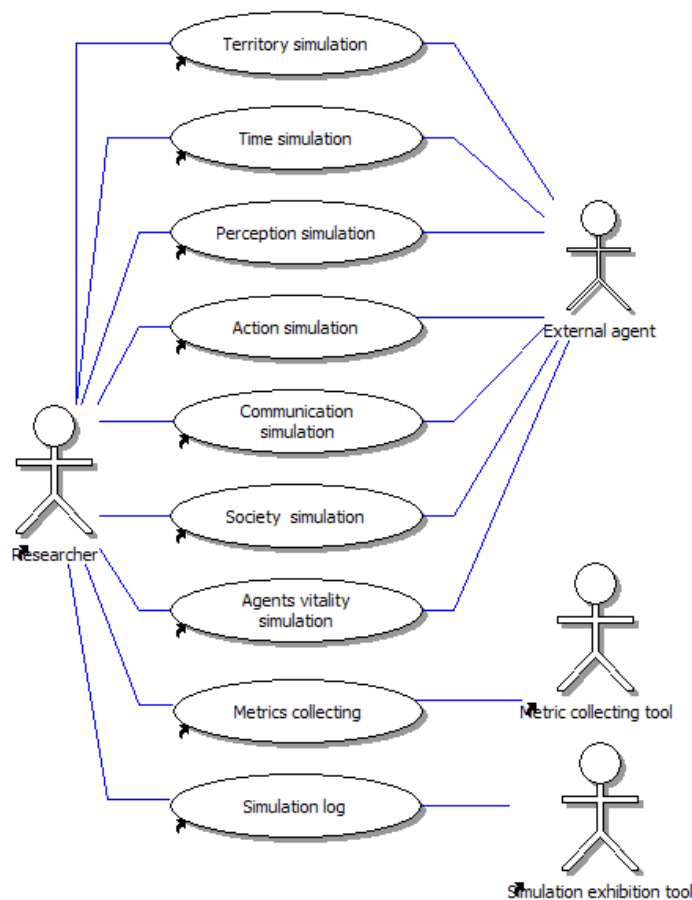 Territory simulation
Time simulation
Perception simulation
External agent
Action simulation
Communication
simulation
Society simulation
Researcher
Agents vitality
simulation
Metrics collecting
Metric collecting tool
Simulation log
Simulation exhibition tool